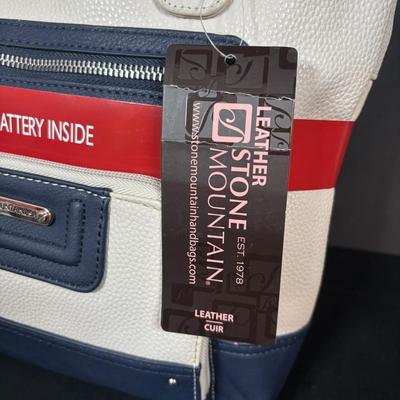 ATTERY INSIDE
LEATHER
STONE
MOUNTAIN®
EST. 1978
www.stonemountainhandbags.com
LEATHER
CUIR